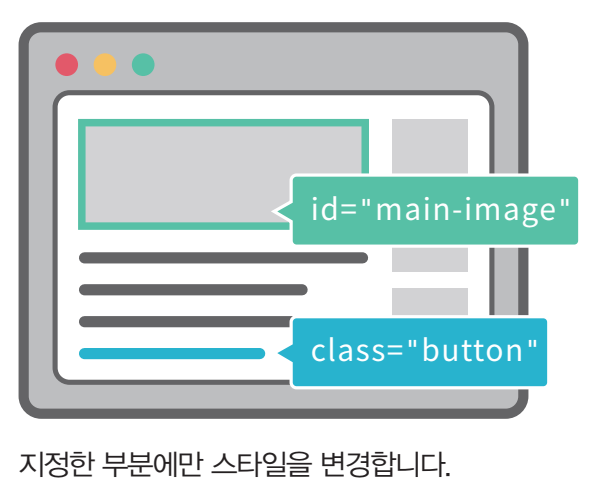 id="main-image"
class="button"
지정한 부분에만 스타일을 변경합니다.